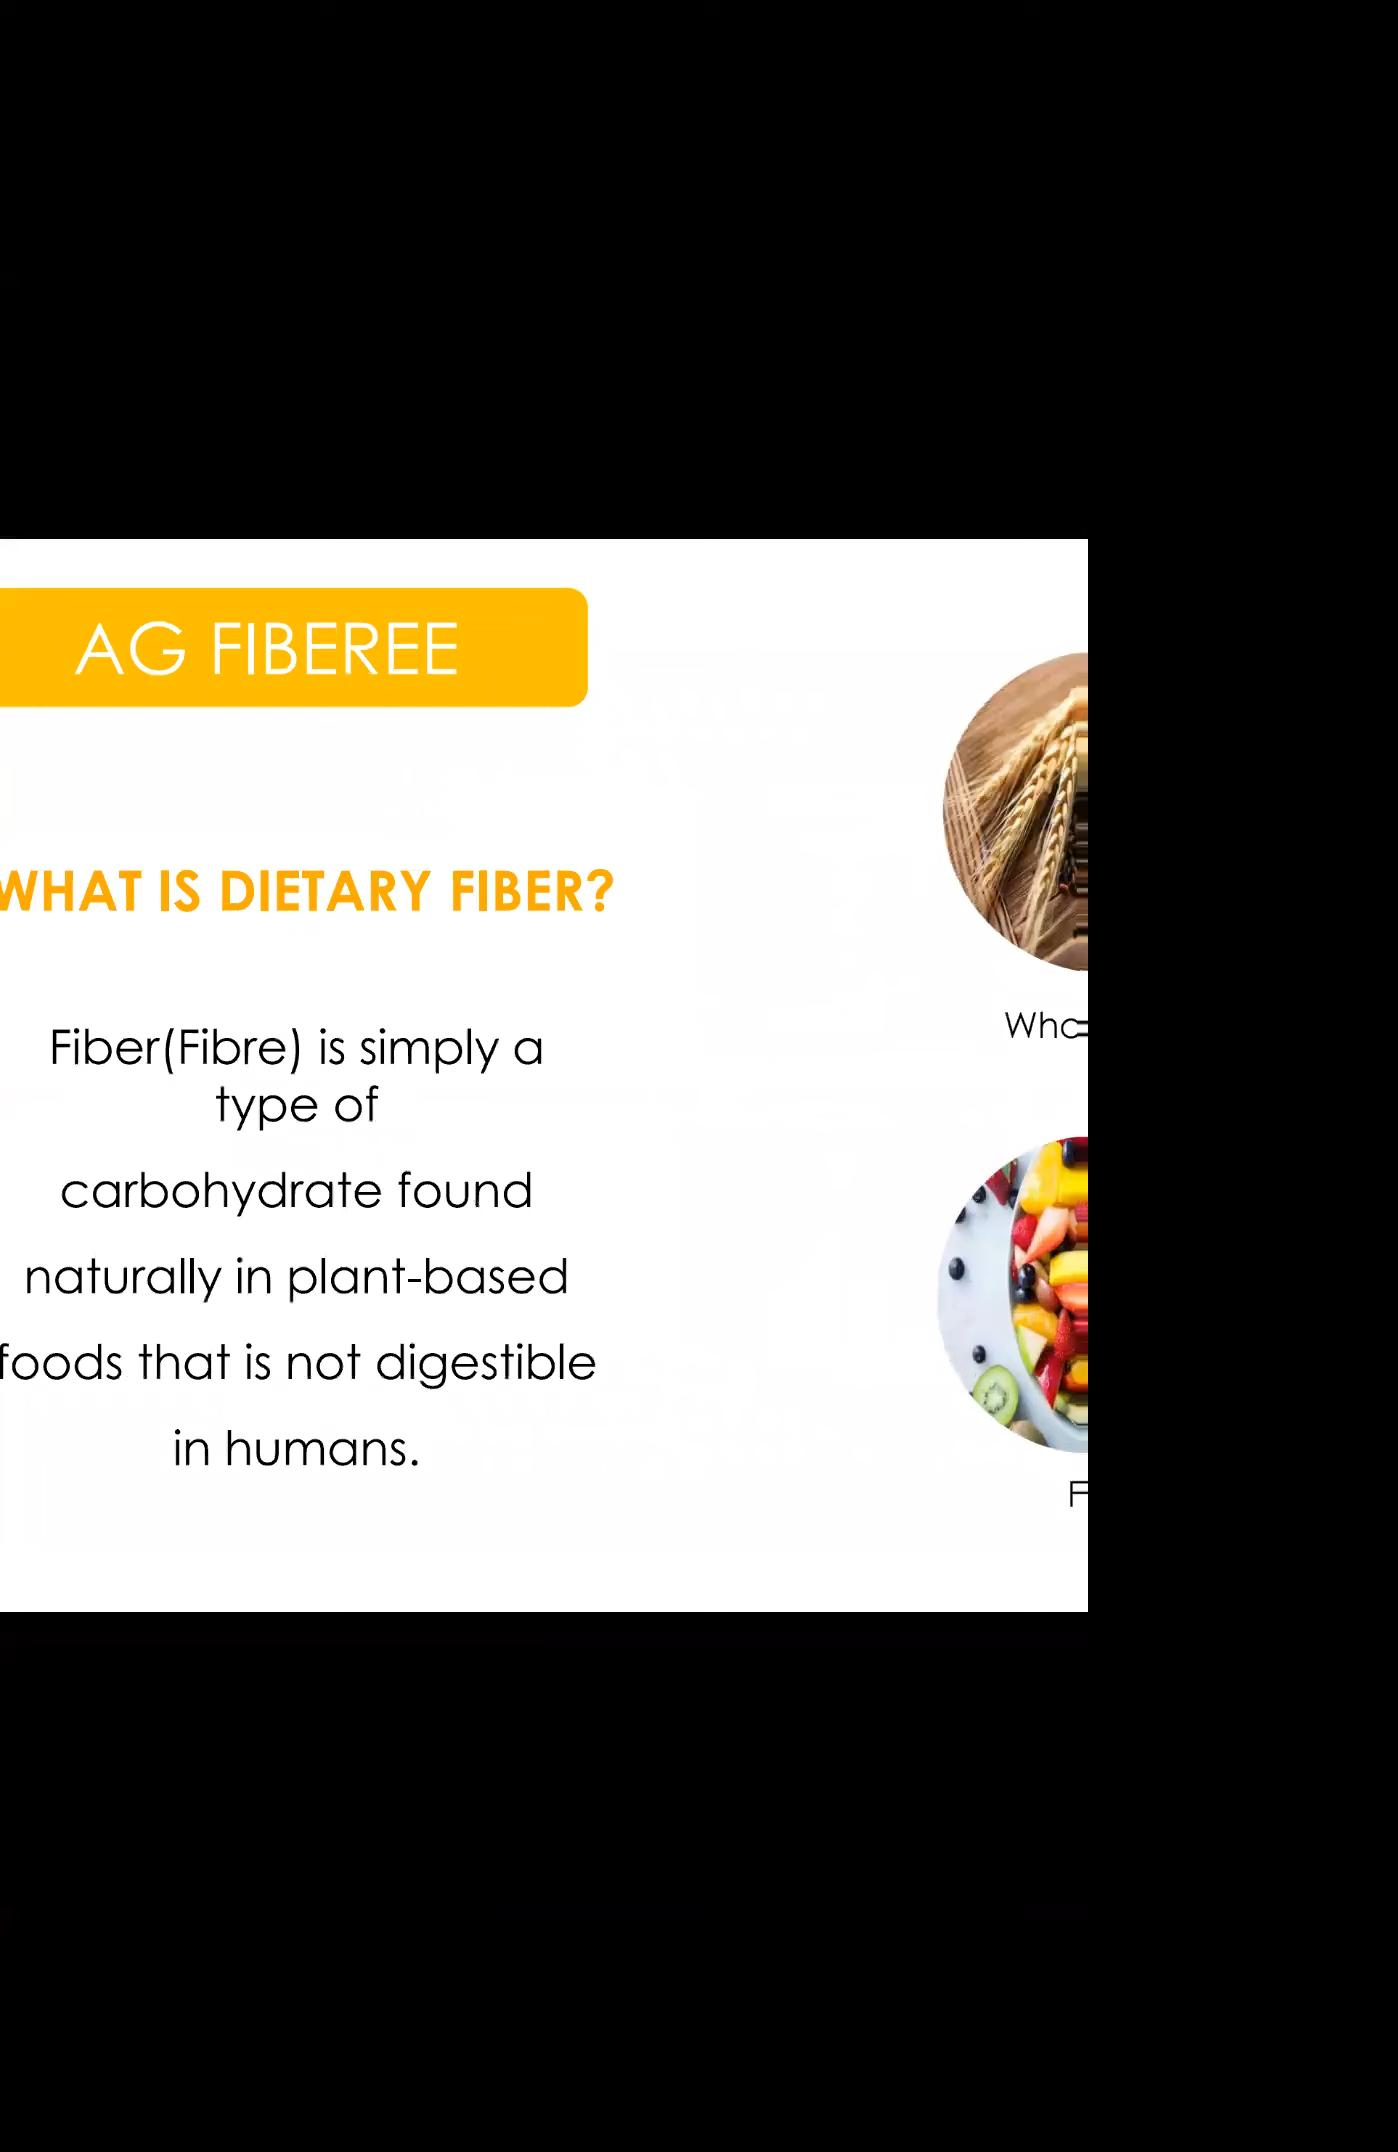 AG FIBEREE
WHAT IS DIETARY FIBER?
Fiber(Fibre) is simply a
type of
carbohydrate found
naturally in plant-based
foods that is not digestible
in humans.